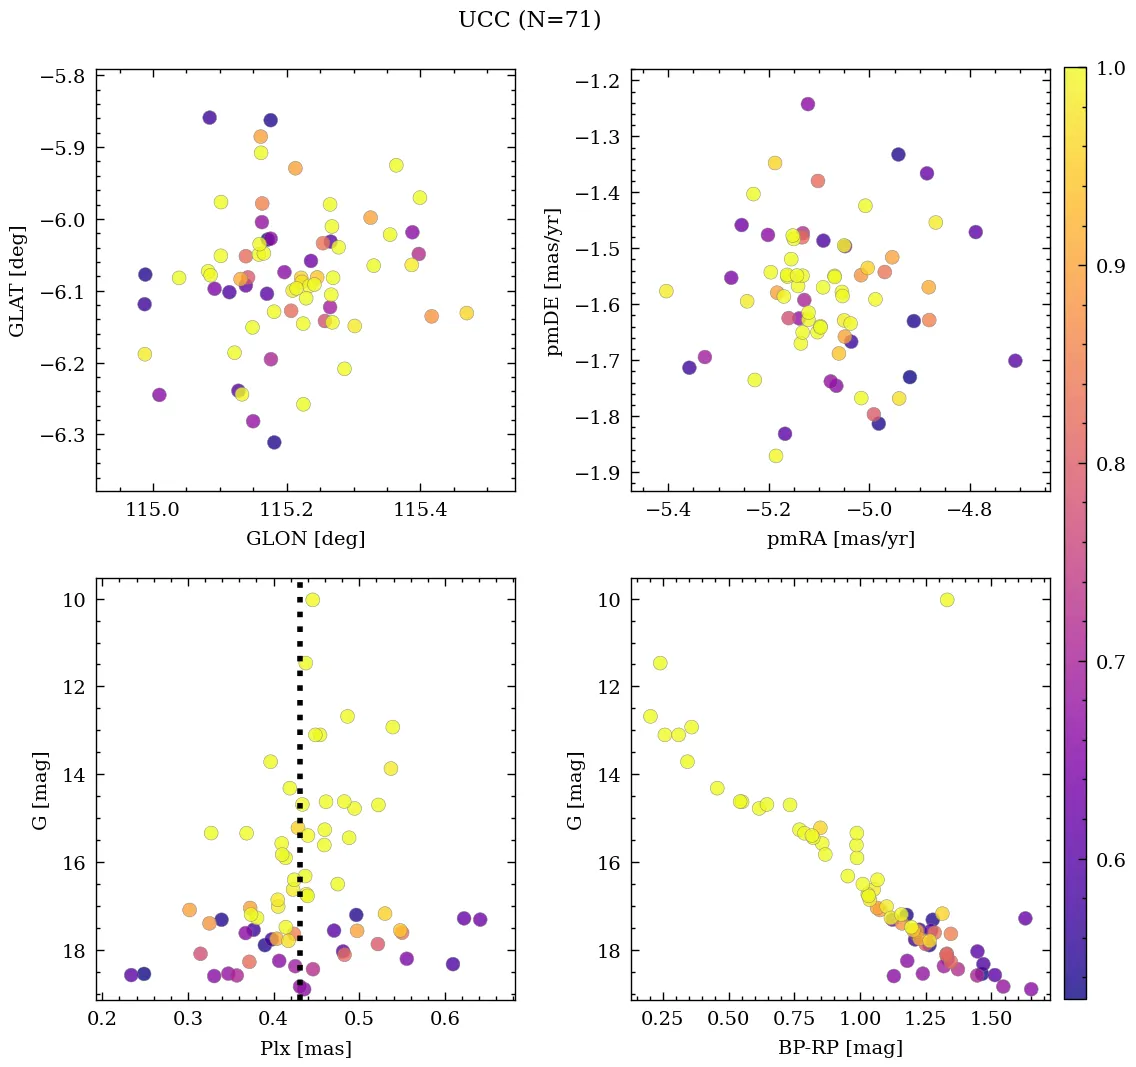 UCC (N=71)
−5.8
−5.9
−6.0
−6.1
−6.2
−6.3
GLAT [deg]
115.0 115.2 115.4
GLON [deg]
−1.2
−1.3
−1.4
−1.5
−1.6
−1.7
−1.8
−1.9
pmDE [mas/yr]
−5.4 −5.2 −5.0 −4.8
pmRA [mas/yr]
10
12
14
16
18
G [mag]
0.2 0.3 0.4 0.5 0.6
Plx [mas]
10
12
14
16
18
G [mag]
0.25 0.50 0.75 1.00 1.25 1.50
BP-RP [mag]
1.0
0.9
0.8
0.7
0.6